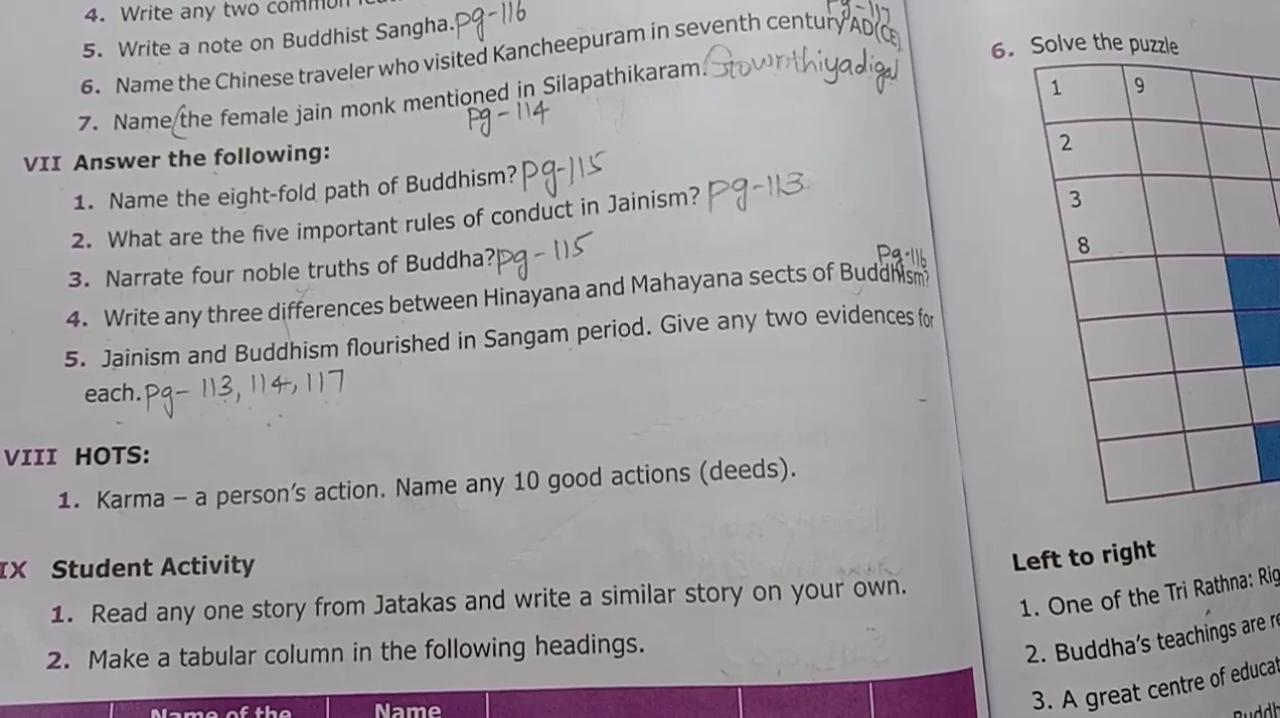 4. Write any two common
5. Write a note on Buddhist Sangha. pg-116
6. Name the Chinese traveler who visited Kancheepuram in seventh century AD(CE). pg-117
7. Name the female jain monk mentioned in Silapathikaram.
pg-114
VII Answer the following:
1. Name the eight-fold path of Buddhism? pg-115
2. What are the five important rules of conduct in Jainism? pg-113
3. Narrate four noble truths of Buddha? pg-115
4. Write any three differences between Hinayana and Mahayana sects of Buddhism? Pg-116
5. Jainism and Buddhism flourished in Sangam period. Give any two evidences for
each. pg-113, 114, 117
VIII HOTS:
1. Karma – a person's action. Name any 10 good actions (deeds).
IX Student Activity
1. Read any one story from Jatakas and write a similar story on your own.
2. Make a tabular column in the following headings.
Name of the
Name
6. Solve the puzzle
1 9
2
3
8
Left to right
1. One of the Tri Rathna: Rig
2. Buddha's teachings are re
3. A great centre of educat